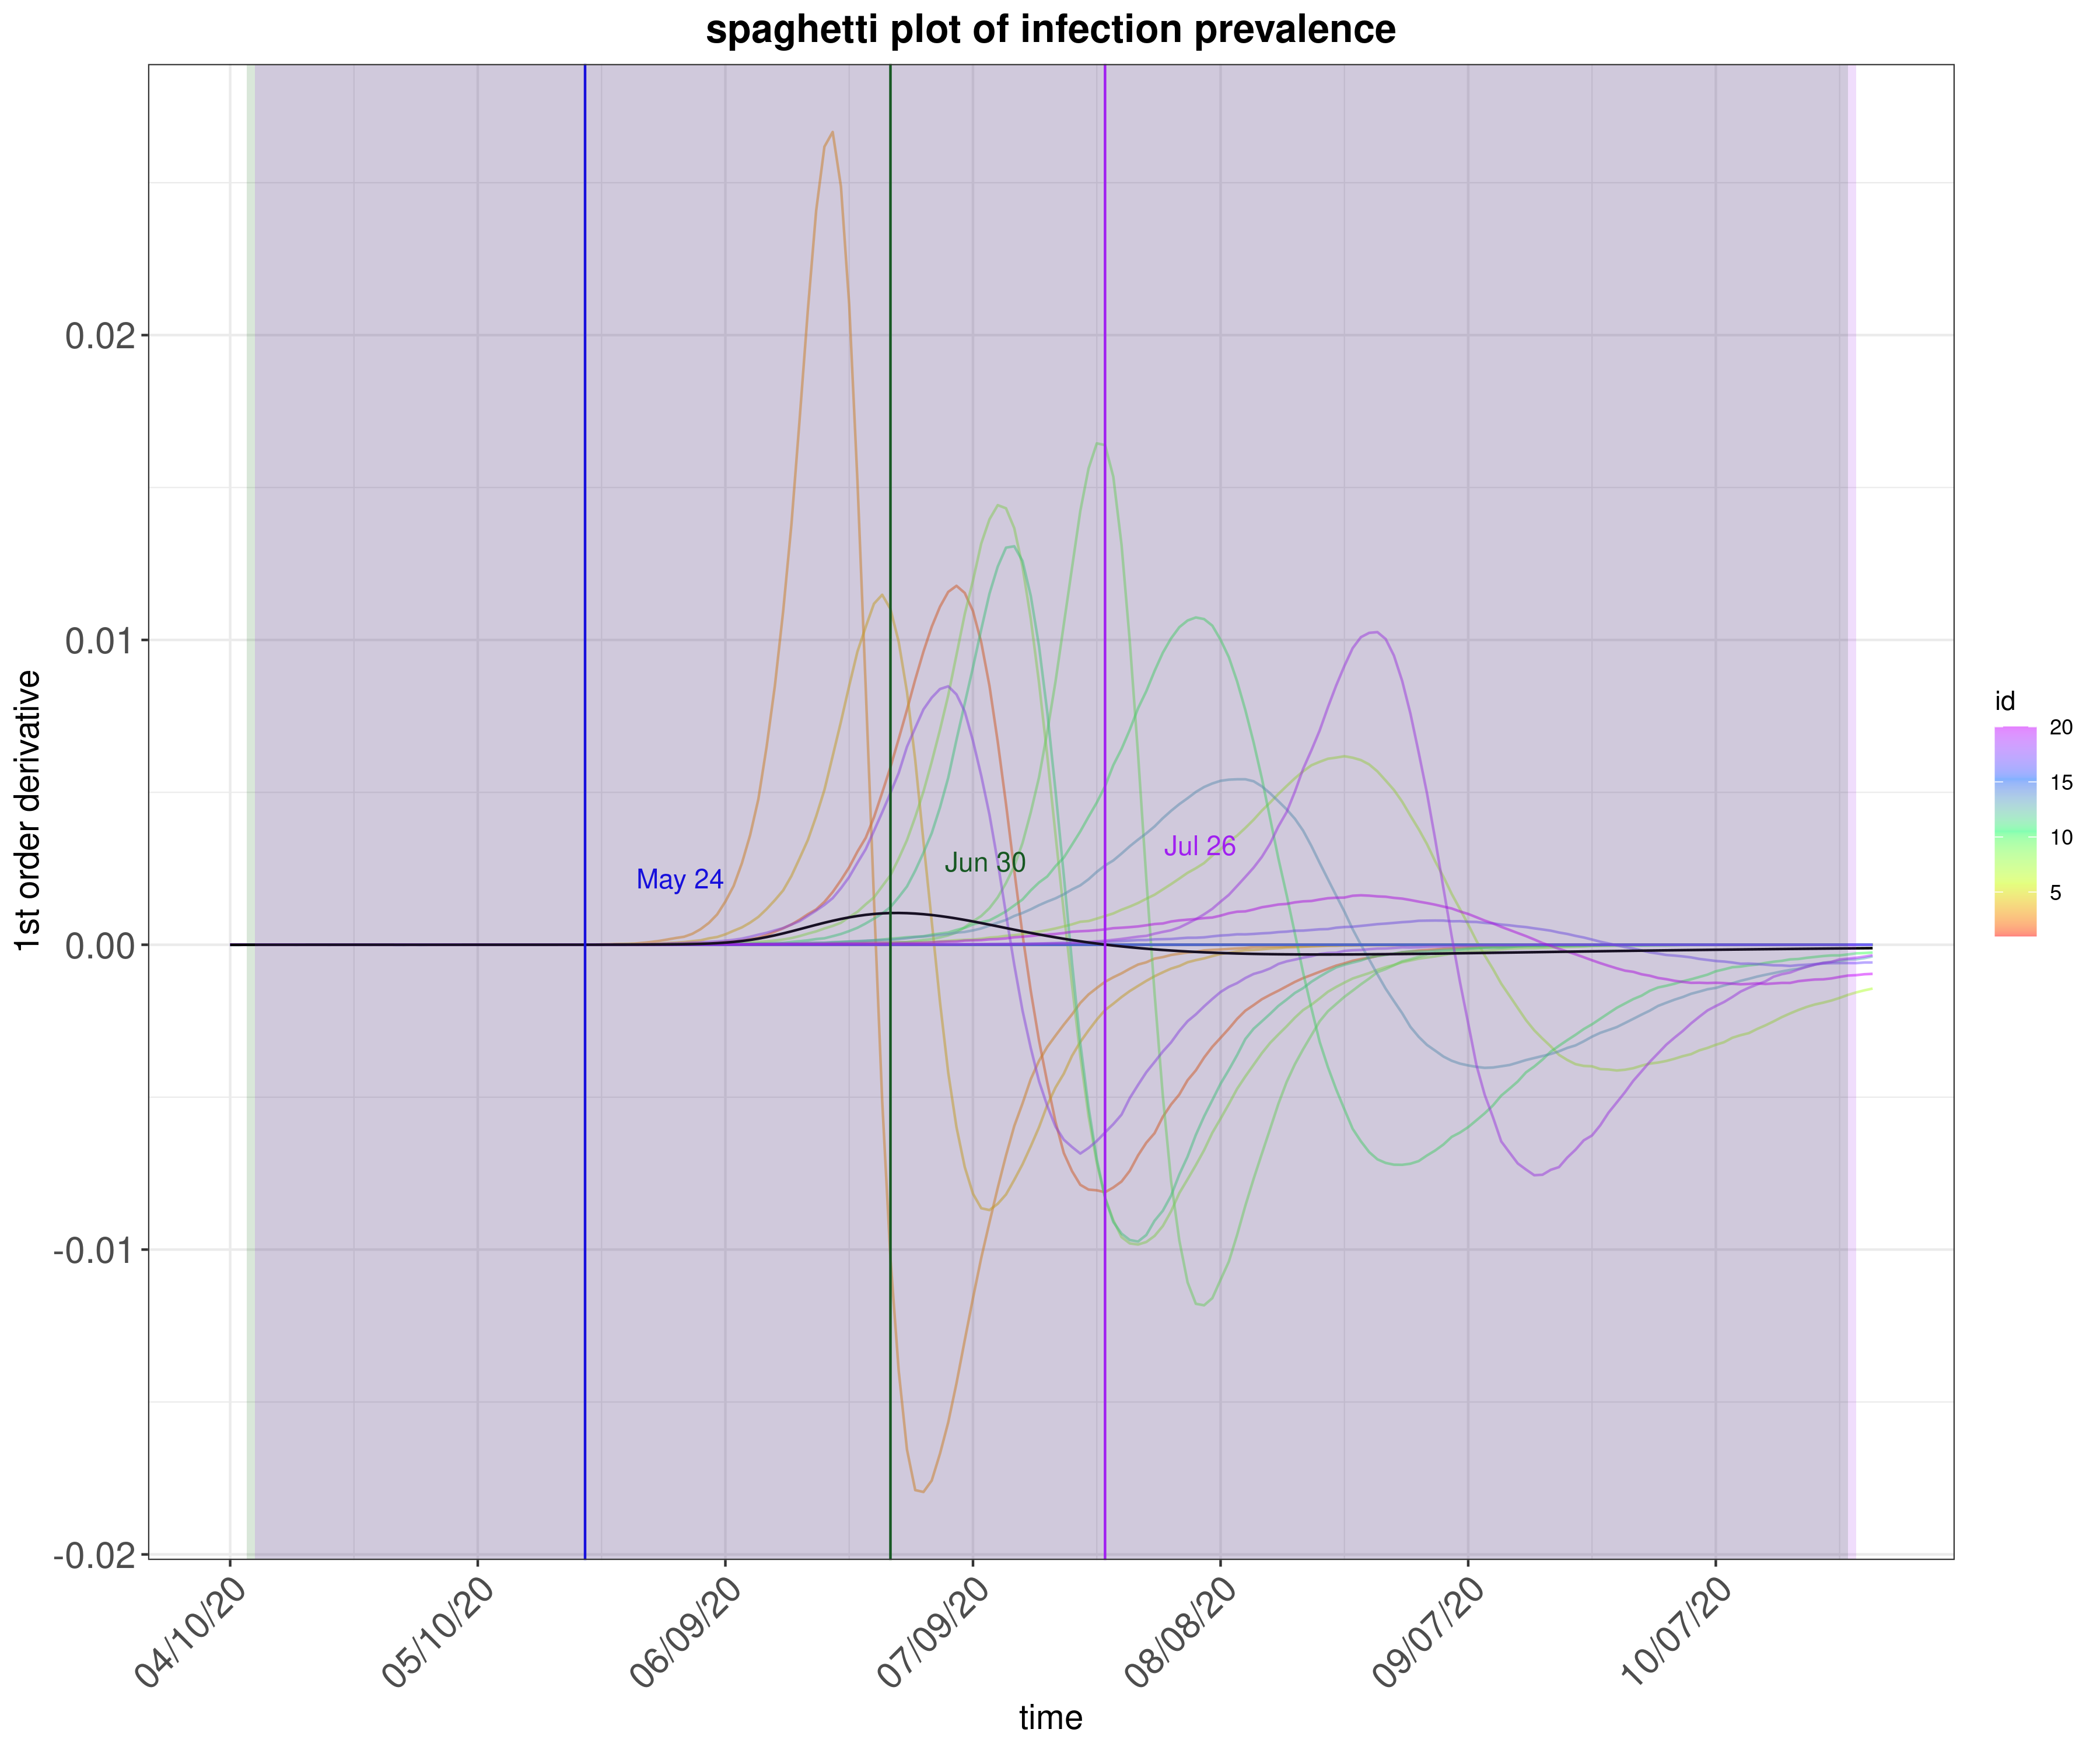 spaghetti plot of infection prevalence
1st order derivative
0.02
0.01
0.00
-0.01
-0.02
May 24
Jun 30
Jul 26
04/10/20
05/10/20
06/09/20
07/09/20
08/08/20
09/07/20
10/07/20
time
id
20
15
10
5